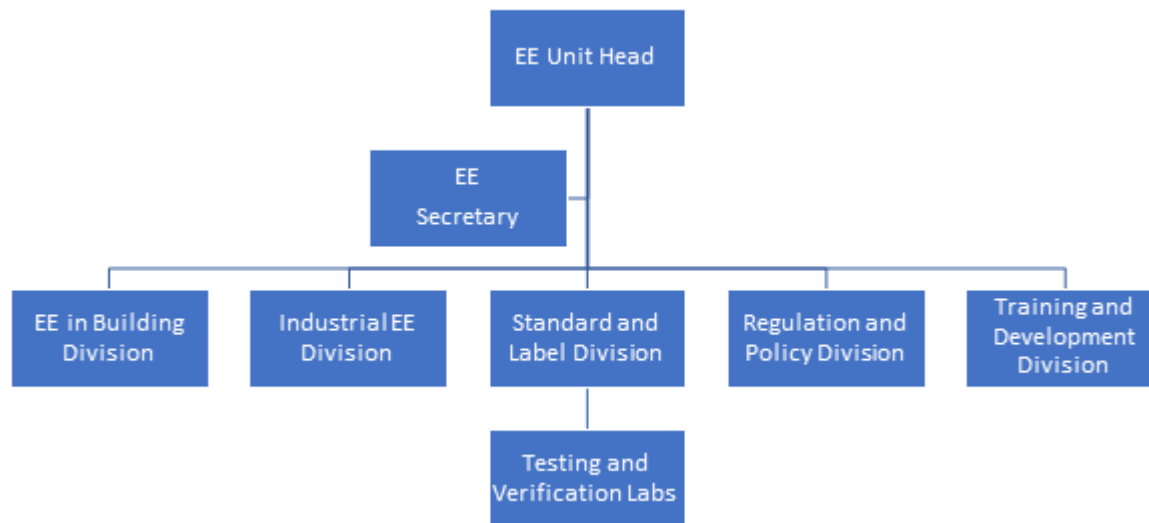 EE Unit Head
EE
Secretary
EE in Building
Division
Industrial EE
Division
Standard and
Label Division
Regulation and
Policy Division
Training and
Development
Division
Testing and
Verification Labs